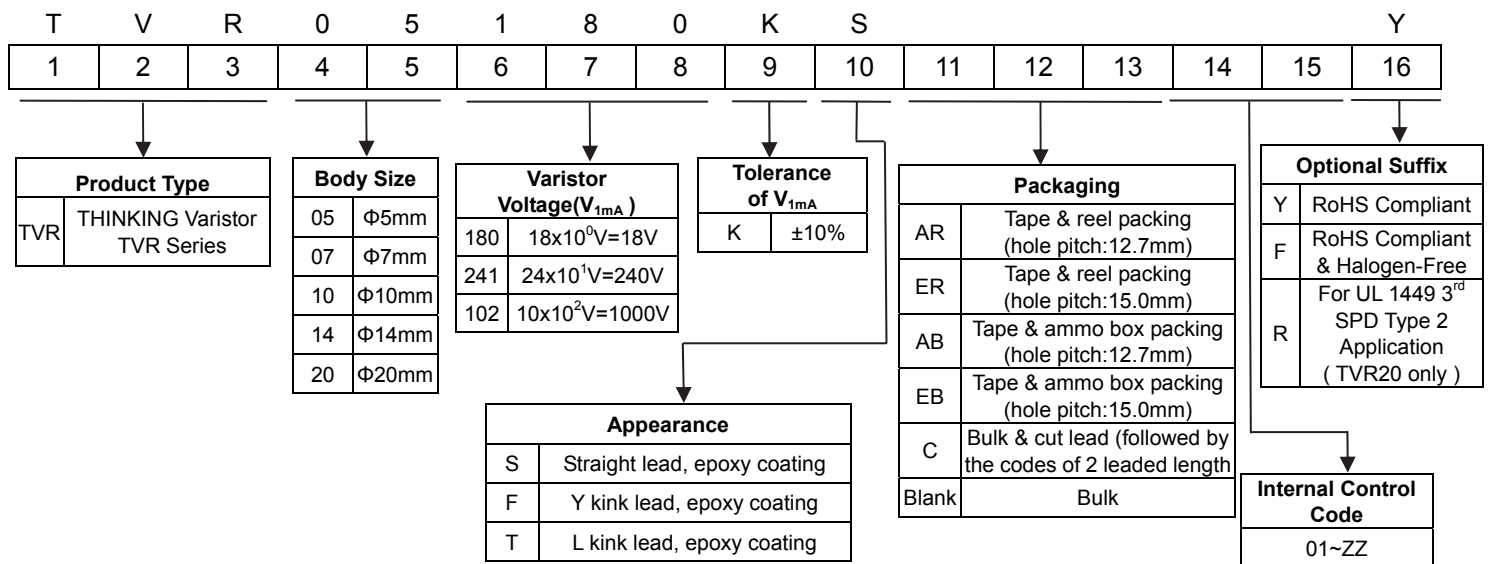 T V R 0 5 1 8 0 K S Y
1 2 3 4 5 6 7 8 9 10 11 12 13 14 15 16
Product Type
TVR THINKING Varistor
TVR Series
Body Size
05 Φ5mm
07 Φ7mm
10 Φ10mm
14 Φ14mm
20 Φ20mm
Varistor
Voltage(V1mA )
180 18x10⁰V=18V
241 24x10¹V=240V
102 10x10²V=1000V
Tolerance
of V1mA
K ±10%
Appearance
S Straight lead, epoxy coating
F Y kink lead, epoxy coating
T L kink lead, epoxy coating
Packaging
AR Tape & reel packing
(hole pitch:12.7mm)
ER Tape & reel packing
(hole pitch:15.0mm)
AB Tape & ammo box packing
(hole pitch:12.7mm)
EB Tape & ammo box packing
(hole pitch:15.0mm)
C Bulk & cut lead (followed by
the codes of 2 leaded length
Blank Bulk
Internal Control
Code
01~ZZ
Optional Suffix
Y RoHS Compliant
F RoHS Compliant
& Halogen-Free
R For UL 1449 3rd
SPD Type 2
Application
( TVR20 only )